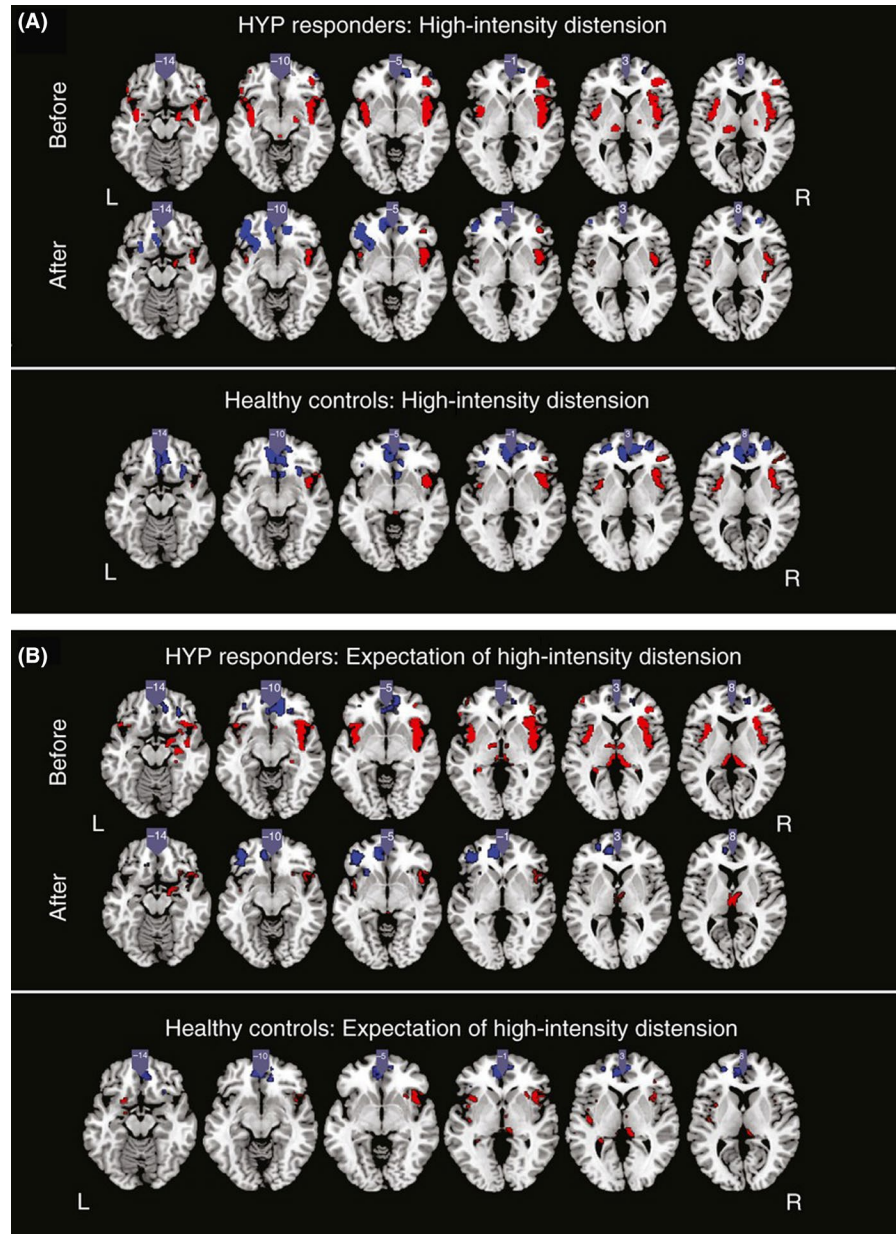 (A)
HYP responders: High-intensity distension
Before
–14
–10
–5
–1
3
8
L
R
After
–14
–10
–5
–1
3
8
Healthy controls: High-intensity distension
–14
–10
–5
–1
3
8
L
R
(B)
HYP responders: Expectation of high-intensity distension
Before
–14
–10
–5
–1
3
8
L
R
After
–14
–10
–5
–1
3
8
Healthy controls: Expectation of high-intensity distension
–14
–10
–5
–1
3
8
L
R